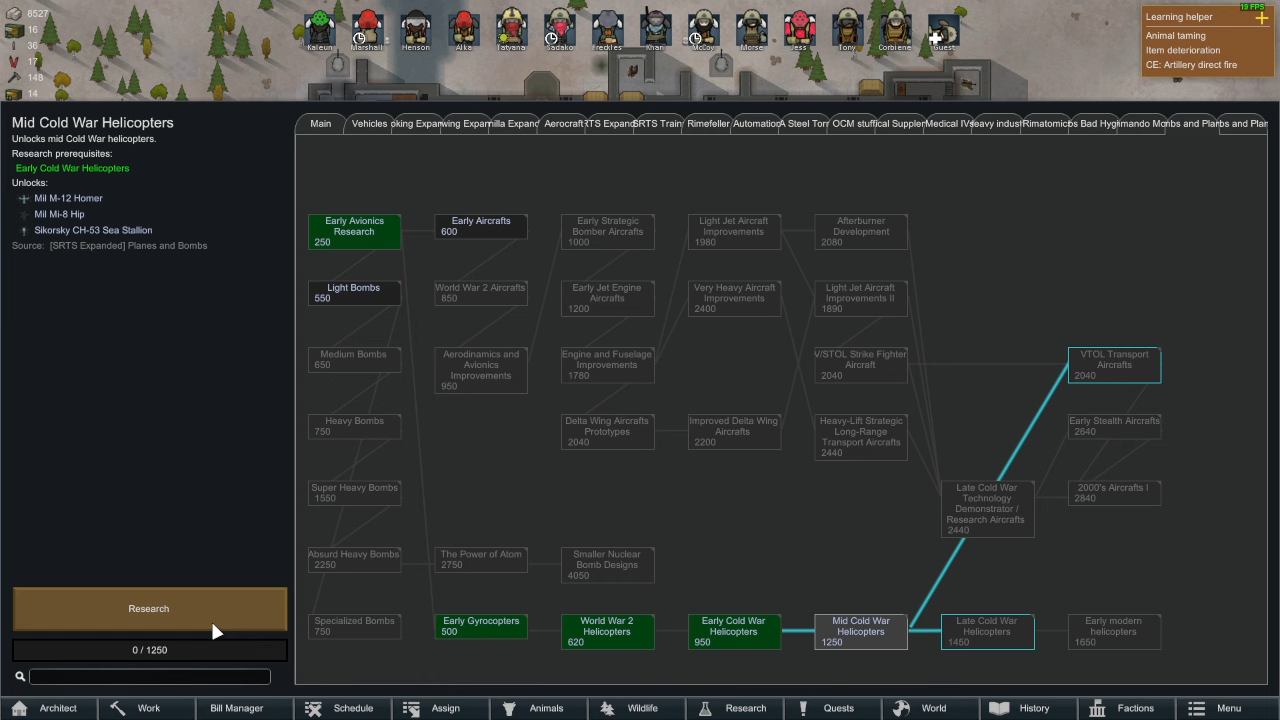 8527
16
36
17
148
14
Kaleun
Marshall
Henson
Alka
Tatyana
Sadako
Freckles
Khan
McCoy
Morse
Jess
Tony
Corbiene
Guest
19 FPS
Learning helper
Animal taming
Item deterioration
CE: Artillery direct fire
Mid Cold War Helicopters
Unlocks mid Cold War helicopters.
Research prerequisites:
Early Cold War Helicopters
Unlocks:
Mil M-12 Homer
Mil Mi-8 Hip
Sikorsky CH-53 Sea Stallion
Source: [SRTS Expanded] Planes and Bombs
Research
0 / 1250
Main
Vehicles
Aerocraft
RTS Expand
SRTS Train
Rimefeller
Automation
OCM stuff
Medical IVs
Rimatomics
Early Avionics
Research
250
Early Aircrafts
600
Early Strategic
Bomber Aircrafts
1000
Light Jet Aircraft
Improvements
1980
Afterburner
Development
2080
Light Bombs
550
World War 2 Aircrafts
850
Early Jet Engine
Aircrafts
1200
Very Heavy Aircraft
Improvements
2400
Light Jet Aircraft
Improvements II
1890
Medium Bombs
650
Aerodynamics and
Avionics
Improvements
950
Engine and Fuselage
Improvements
1780
V/STOL Strike Fighter
Aircraft
2040
VTOL Transport
Aircrafts
2040
Heavy Bombs
750
Delta Wing Aircrafts
Prototypes
2040
Improved Delta Wing
Aircrafts
2200
Heavy-Lift Strategic
Long-Range
Transport Aircrafts
2440
Early Stealth Aircrafts
2640
Super Heavy Bombs
1550
Late Cold War
Technology
Demonstrator /
Research Aircrafts
2440
2000's Aircrafts I
2840
Absurd Heavy Bombs
2250
The Power of Atom
2750
Smaller Nuclear
Bomb Designs
4050
Specialized Bombs
750
Early Gyrocopters
500
World War 2
Helicopters
620
Early Cold War
Helicopters
950
Mid Cold War
Helicopters
1250
Late Cold War
Helicopters
1450
Early modern
helicopters
1650
Architect
Work
Bill Manager
Schedule
Assign
Animals
Wildlife
Research
Quests
World
History
Factions
Menu